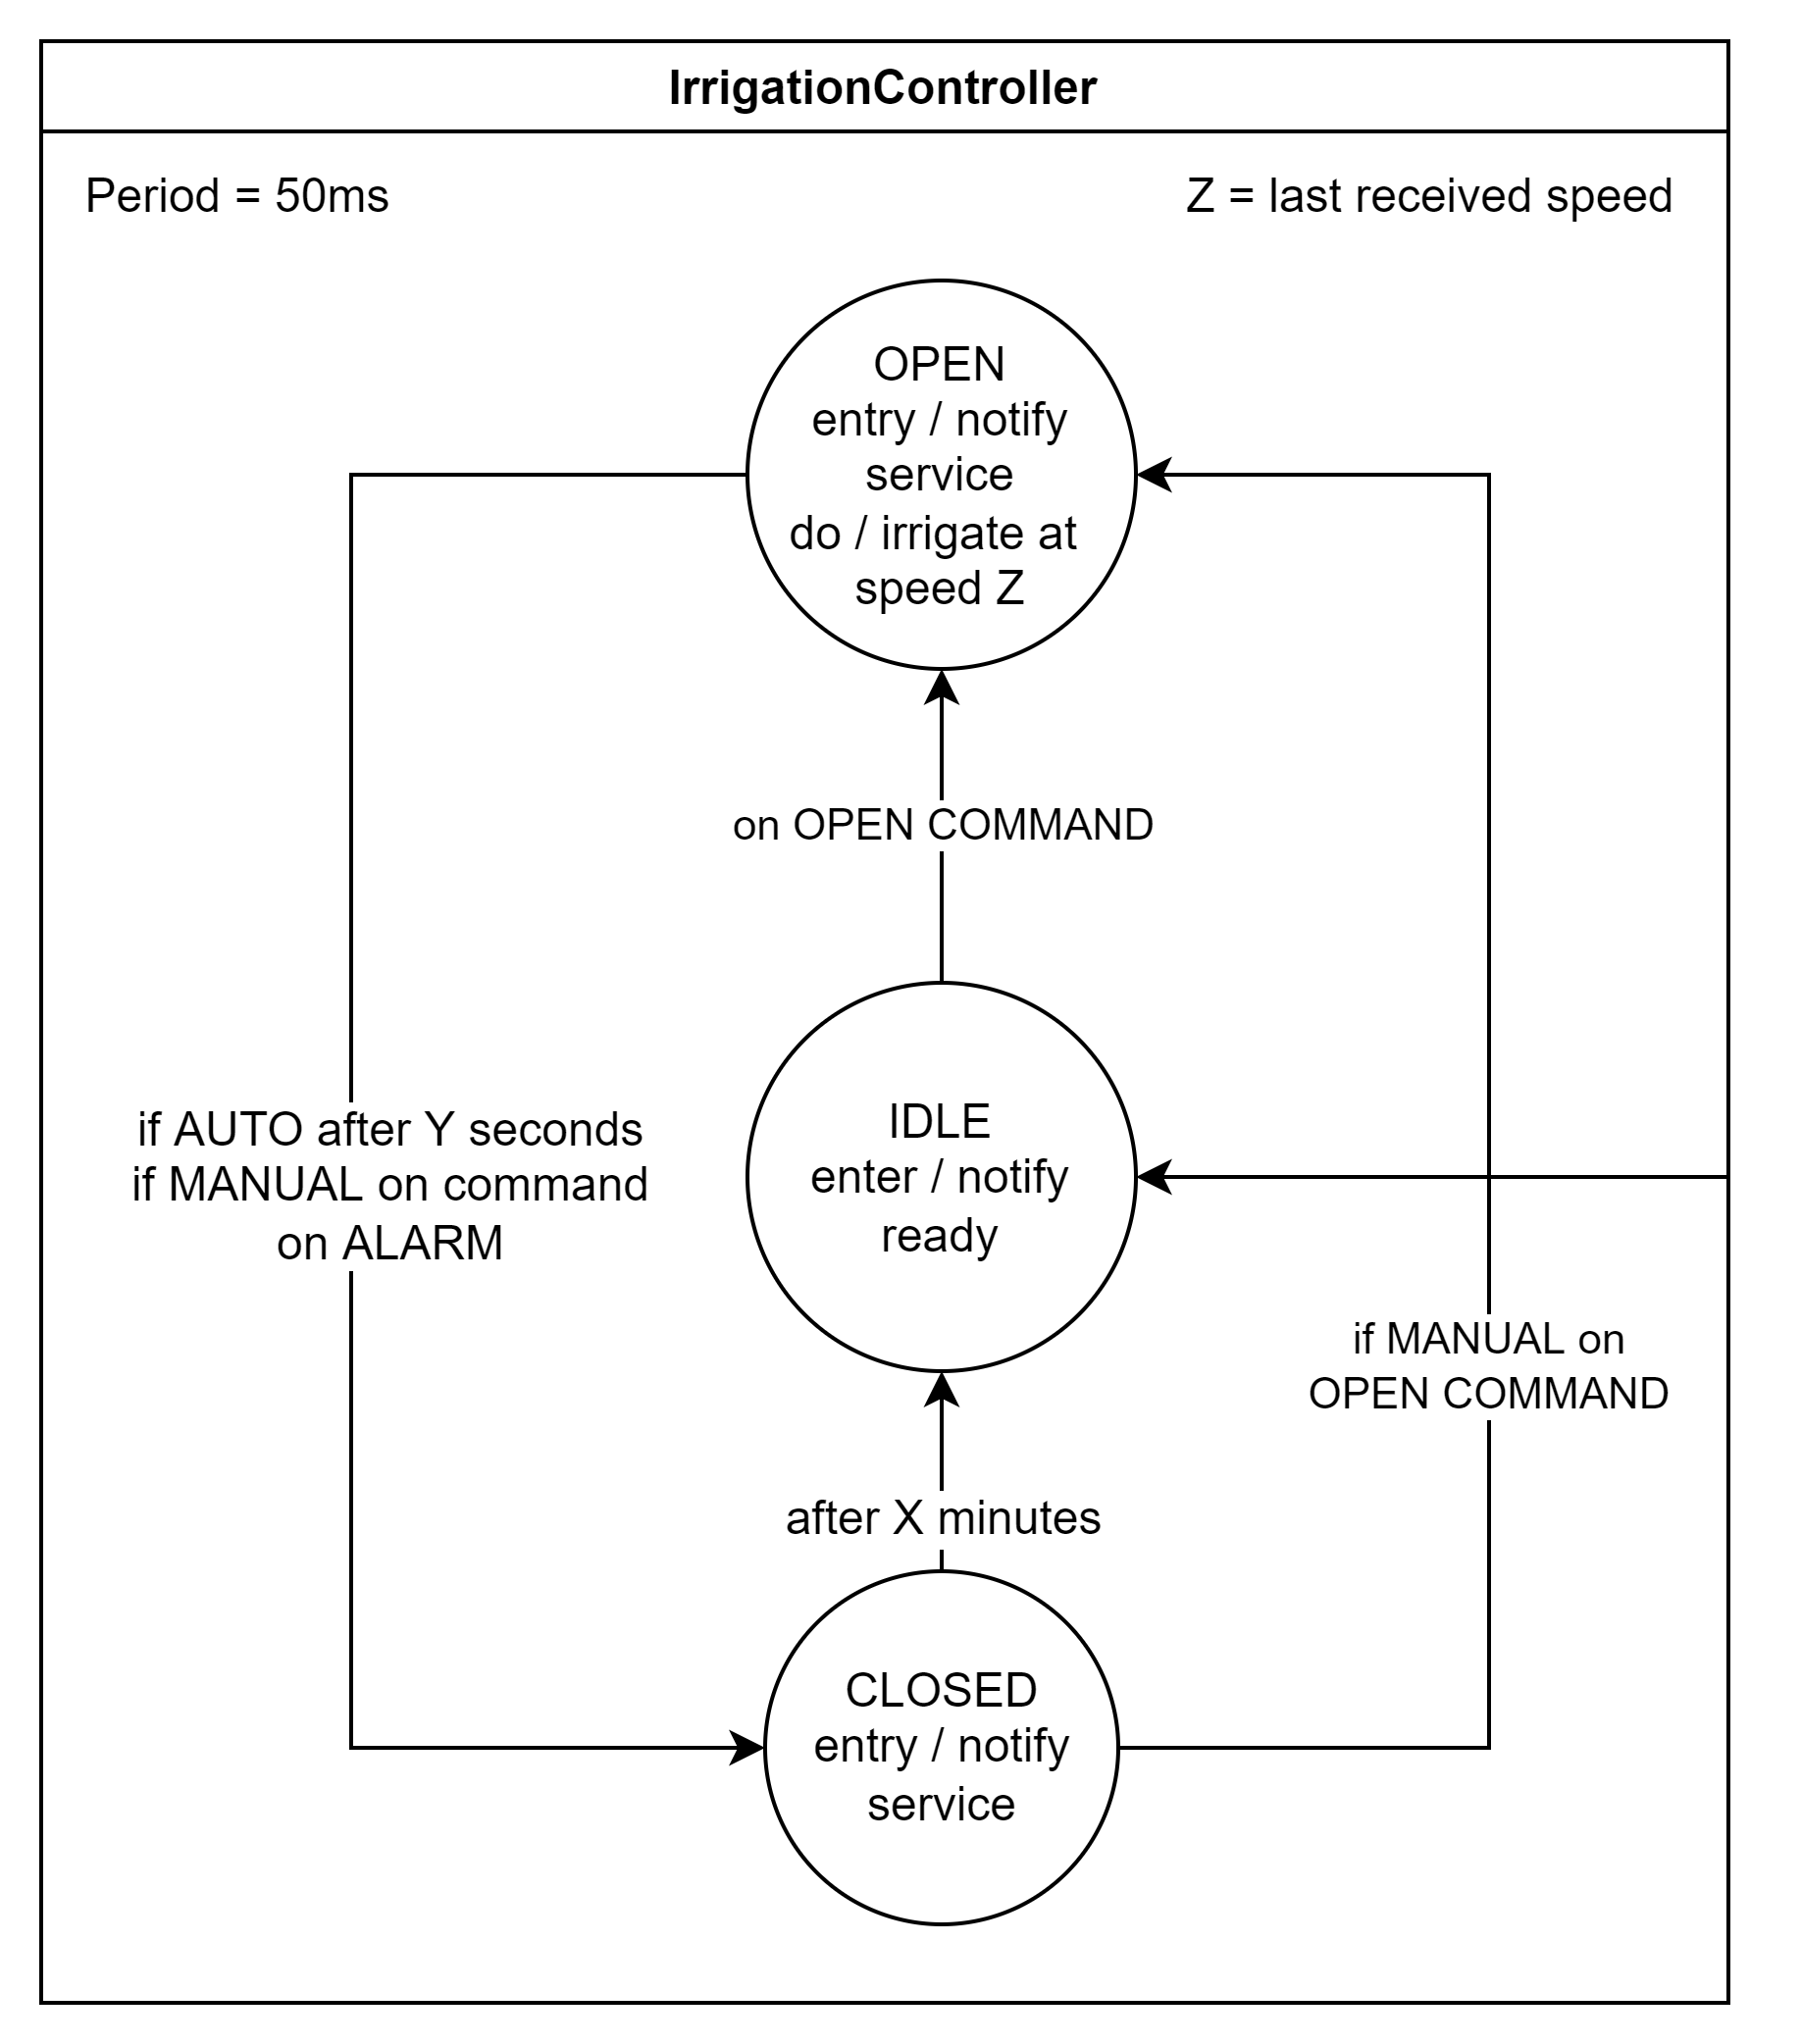 IrrigationController
Period = 50ms
Z = last received speed
OPEN
entry / notify
service
do / irrigate at
speed Z
on OPEN COMMAND
IDLE
enter / notify
ready
if AUTO after Y seconds
if MANUAL on command
on ALARM
if MANUAL on
OPEN COMMAND
after X minutes
CLOSED
entry / notify
service